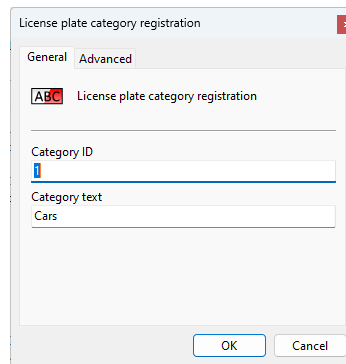 License plate category registration
General Advanced
ABC License plate category registration
Category ID
1
Category text
Cars
OK Cancel